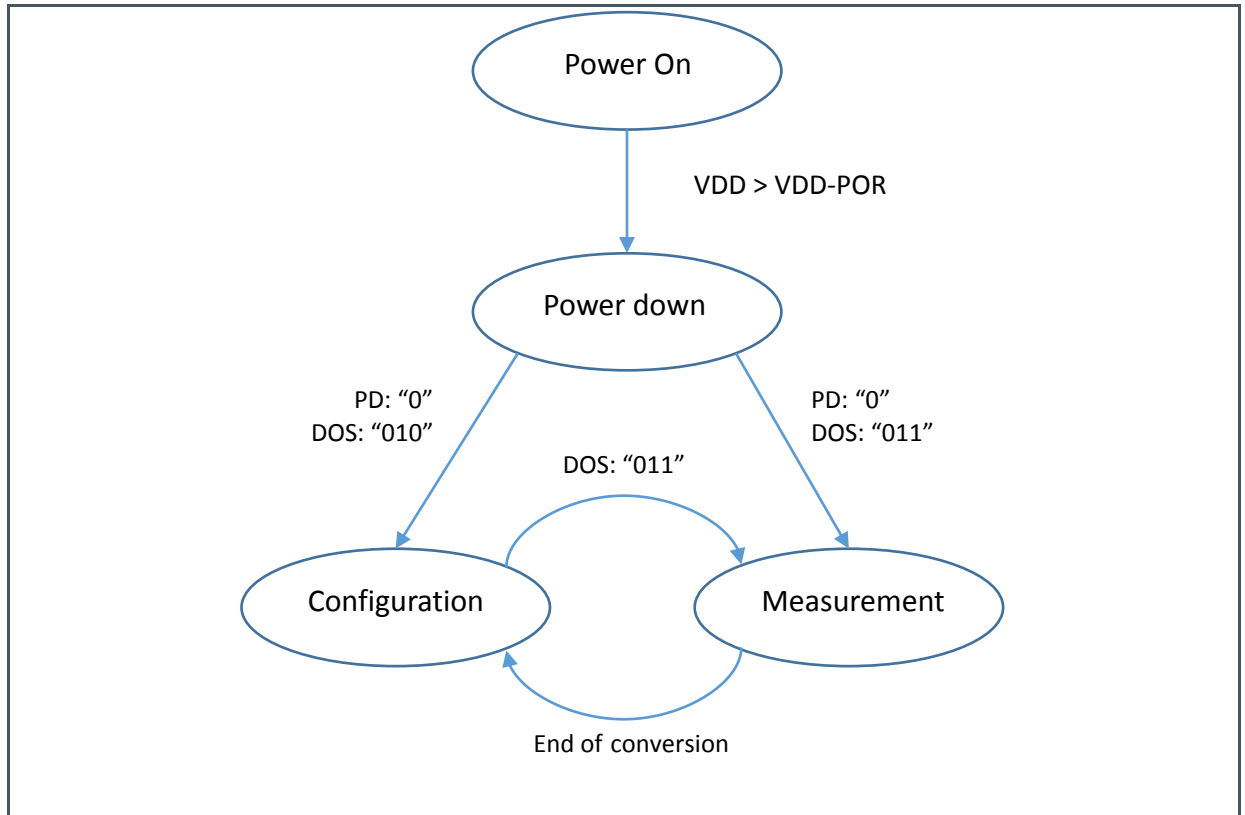 Power On
VDD > VDD-POR
Power down
PD: “0”
DOS: “010”
PD: “0”
DOS: “011”
DOS: “011”
Configuration
Measurement
End of conversion